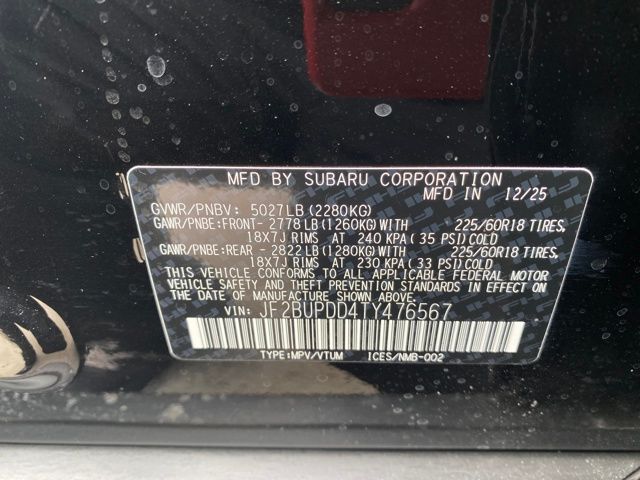 MFD BY SUBARU CORPORATION
MFD IN 12/25
GVWR/PNBV: 5027LB(2280KG)
GAWR/PNBE:FRONT- 2778 LB(1260KG)WITH 225/60R18 TIRES,
18X7J RIMS AT 240 KPA(35 PSI)COLD
GAWR/PNBE:REAR - 2822 LB(1280KG)WITH 225/60R18 TIRES,
18X7J RIMS AT 230 KPA(33 PSI)COLD
THIS VEHICLE CONFORMS TO ALL APPLICABLE FEDERAL MOTOR
VEHICLE SAFETY AND THEFT PREVENTION STANDARDS IN
EFFECT ON THE DATE OF MANUFACTURE SHOWN ABOVE.
VIN: JF2BUPDD4TY476567
TYPE:MPV/VTUM ICES/NMB-002